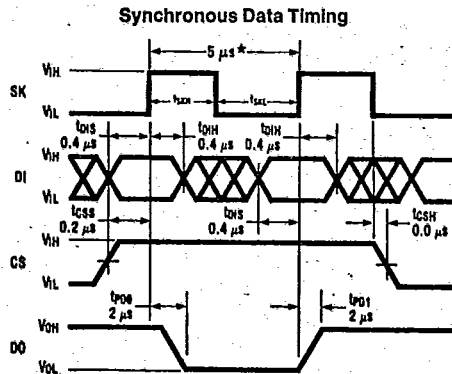 Synchronous Data Timing
5 μs*
VIH
SK
tSKH
tSKL
VIL
tDIS
0.4 μs
tDIH
0.4 μs
tDIH
0.4 μs
VIH
DI
VIL
tCSS
0.2 μs
tDIS
0.4 μs
tCSH
0.0 μs
VIH
CS
VIL
tPD0
2 μs
tPD1
2 μs
VOH
DO
VOL